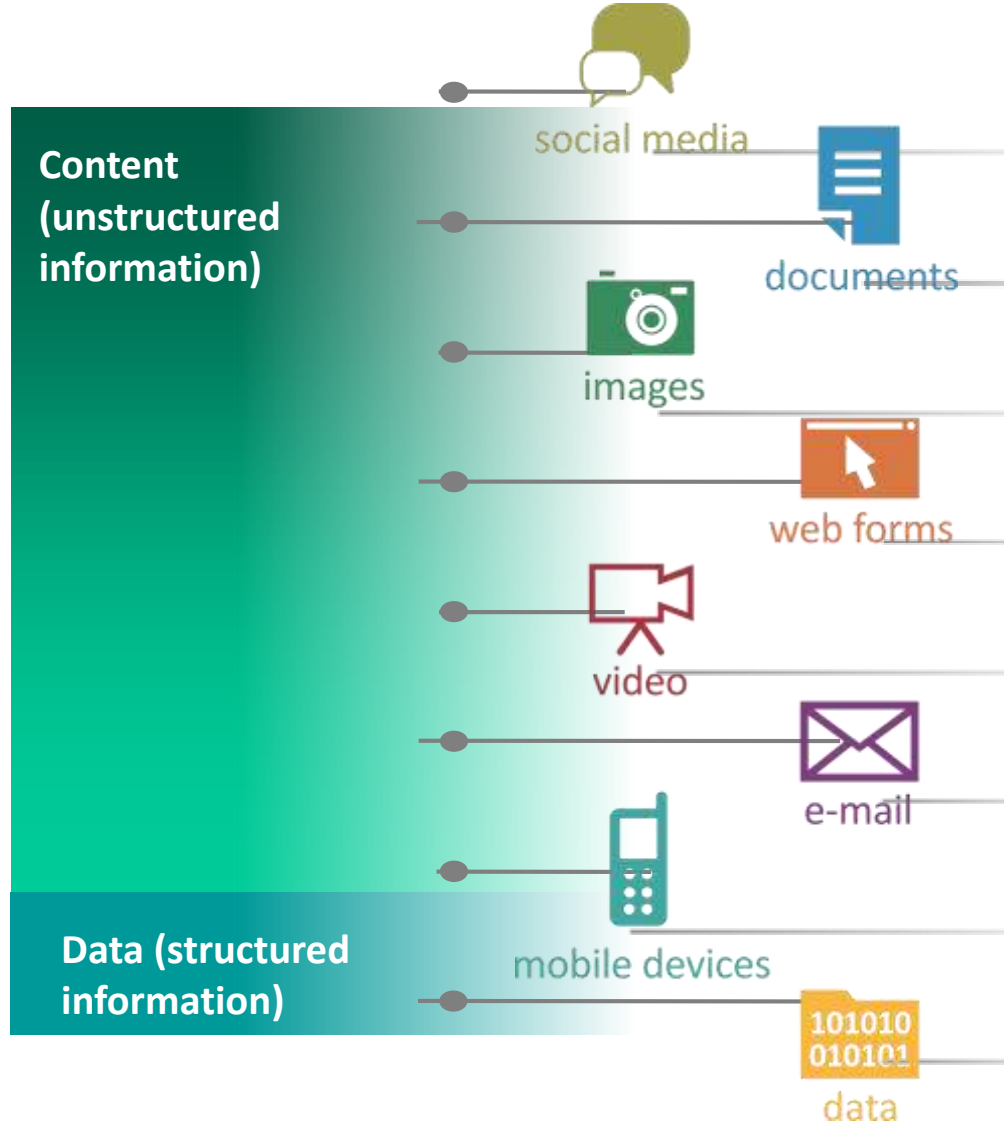 social media
Content
(unstructured
information)
documents
images
web forms
video
e-mail
Data (structured
information)
mobile devices
101010
010101
data